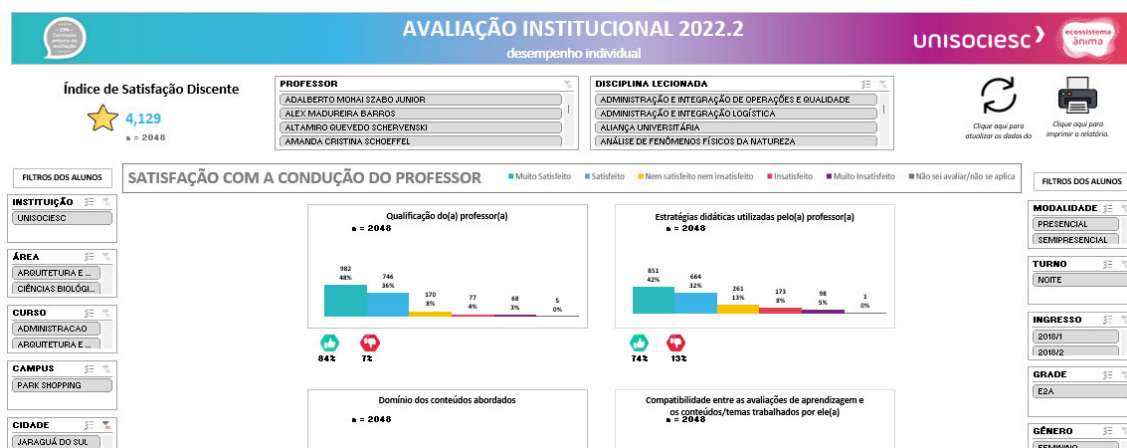 AVALIAÇÃO INSTITUCIONAL 2022.2
desempenho individual
unisociesc
ecossistema
ânima
Índice de Satisfação Discente
4,129
n = 2048
PROFESSOR
ADALBERTO MOHAI SZABO JUNIOR
ALEX MADUREIRA BARROS
ALTAMIRO QUEVEDO SCHERVENSKI
AMANDA CRISTINA SCHOEFFEL
DISCIPLINA LECIONADA
ADMINISTRAÇÃO E INTEGRAÇÃO DE OPERAÇÕES E QUALIDADE
ADMINISTRAÇÃO E INTEGRAÇÃO LOGÍSTICA
ALIANÇA UNIVERSITÁRIA
ANÁLISE DE FENÔMENOS FÍSICOS DA NATUREZA
Clique aqui para
atualizar os dados do
Clique aqui para
imprimir o relatório.
FILTROS DOS ALUNOS
SATISFAÇÃO COM A CONDUÇÃO DO PROFESSOR
Muito Satisfeito
Satisfeito
Nem satisfeito nem insatisfeito
Insatisfeito
Muito Insatisfeito
Não sei avaliar/não se aplica
FILTROS DOS ALUNOS
INSTITUIÇÃO
UNISOCIESC
ÁREA
ARQUITETURA E ...
CIÊNCIAS BIOLÓGI...
CURSO
ADMINISTRACAO
ARQUITETURA E ...
CAMPUS
PARK SHOPPING
CIDADE
JARAGUÁ DO SUL
Qualificação do(a) professor(a)
n = 2048
982
48%
746
36%
170
8%
77
4%
68
3%
5
0%
84%
7%
Estratégias didáticas utilizadas pelo(a) professor(a)
n = 2048
851
42%
664
32%
261
13%
173
8%
98
5%
1
0%
74%
13%
Domínio dos conteúdos abordados
n = 2048
Compatibilidade entre as avaliações de aprendizagem e
os conteúdos/temas trabalhados por ele(a)
n = 2048
MODALIDADE
PRESENCIAL
SEMIPRESENCIAL
TURNO
NOITE
INGRESSO
2018/1
2018/2
GRADE
E2A
GÊNERO
FEMININO